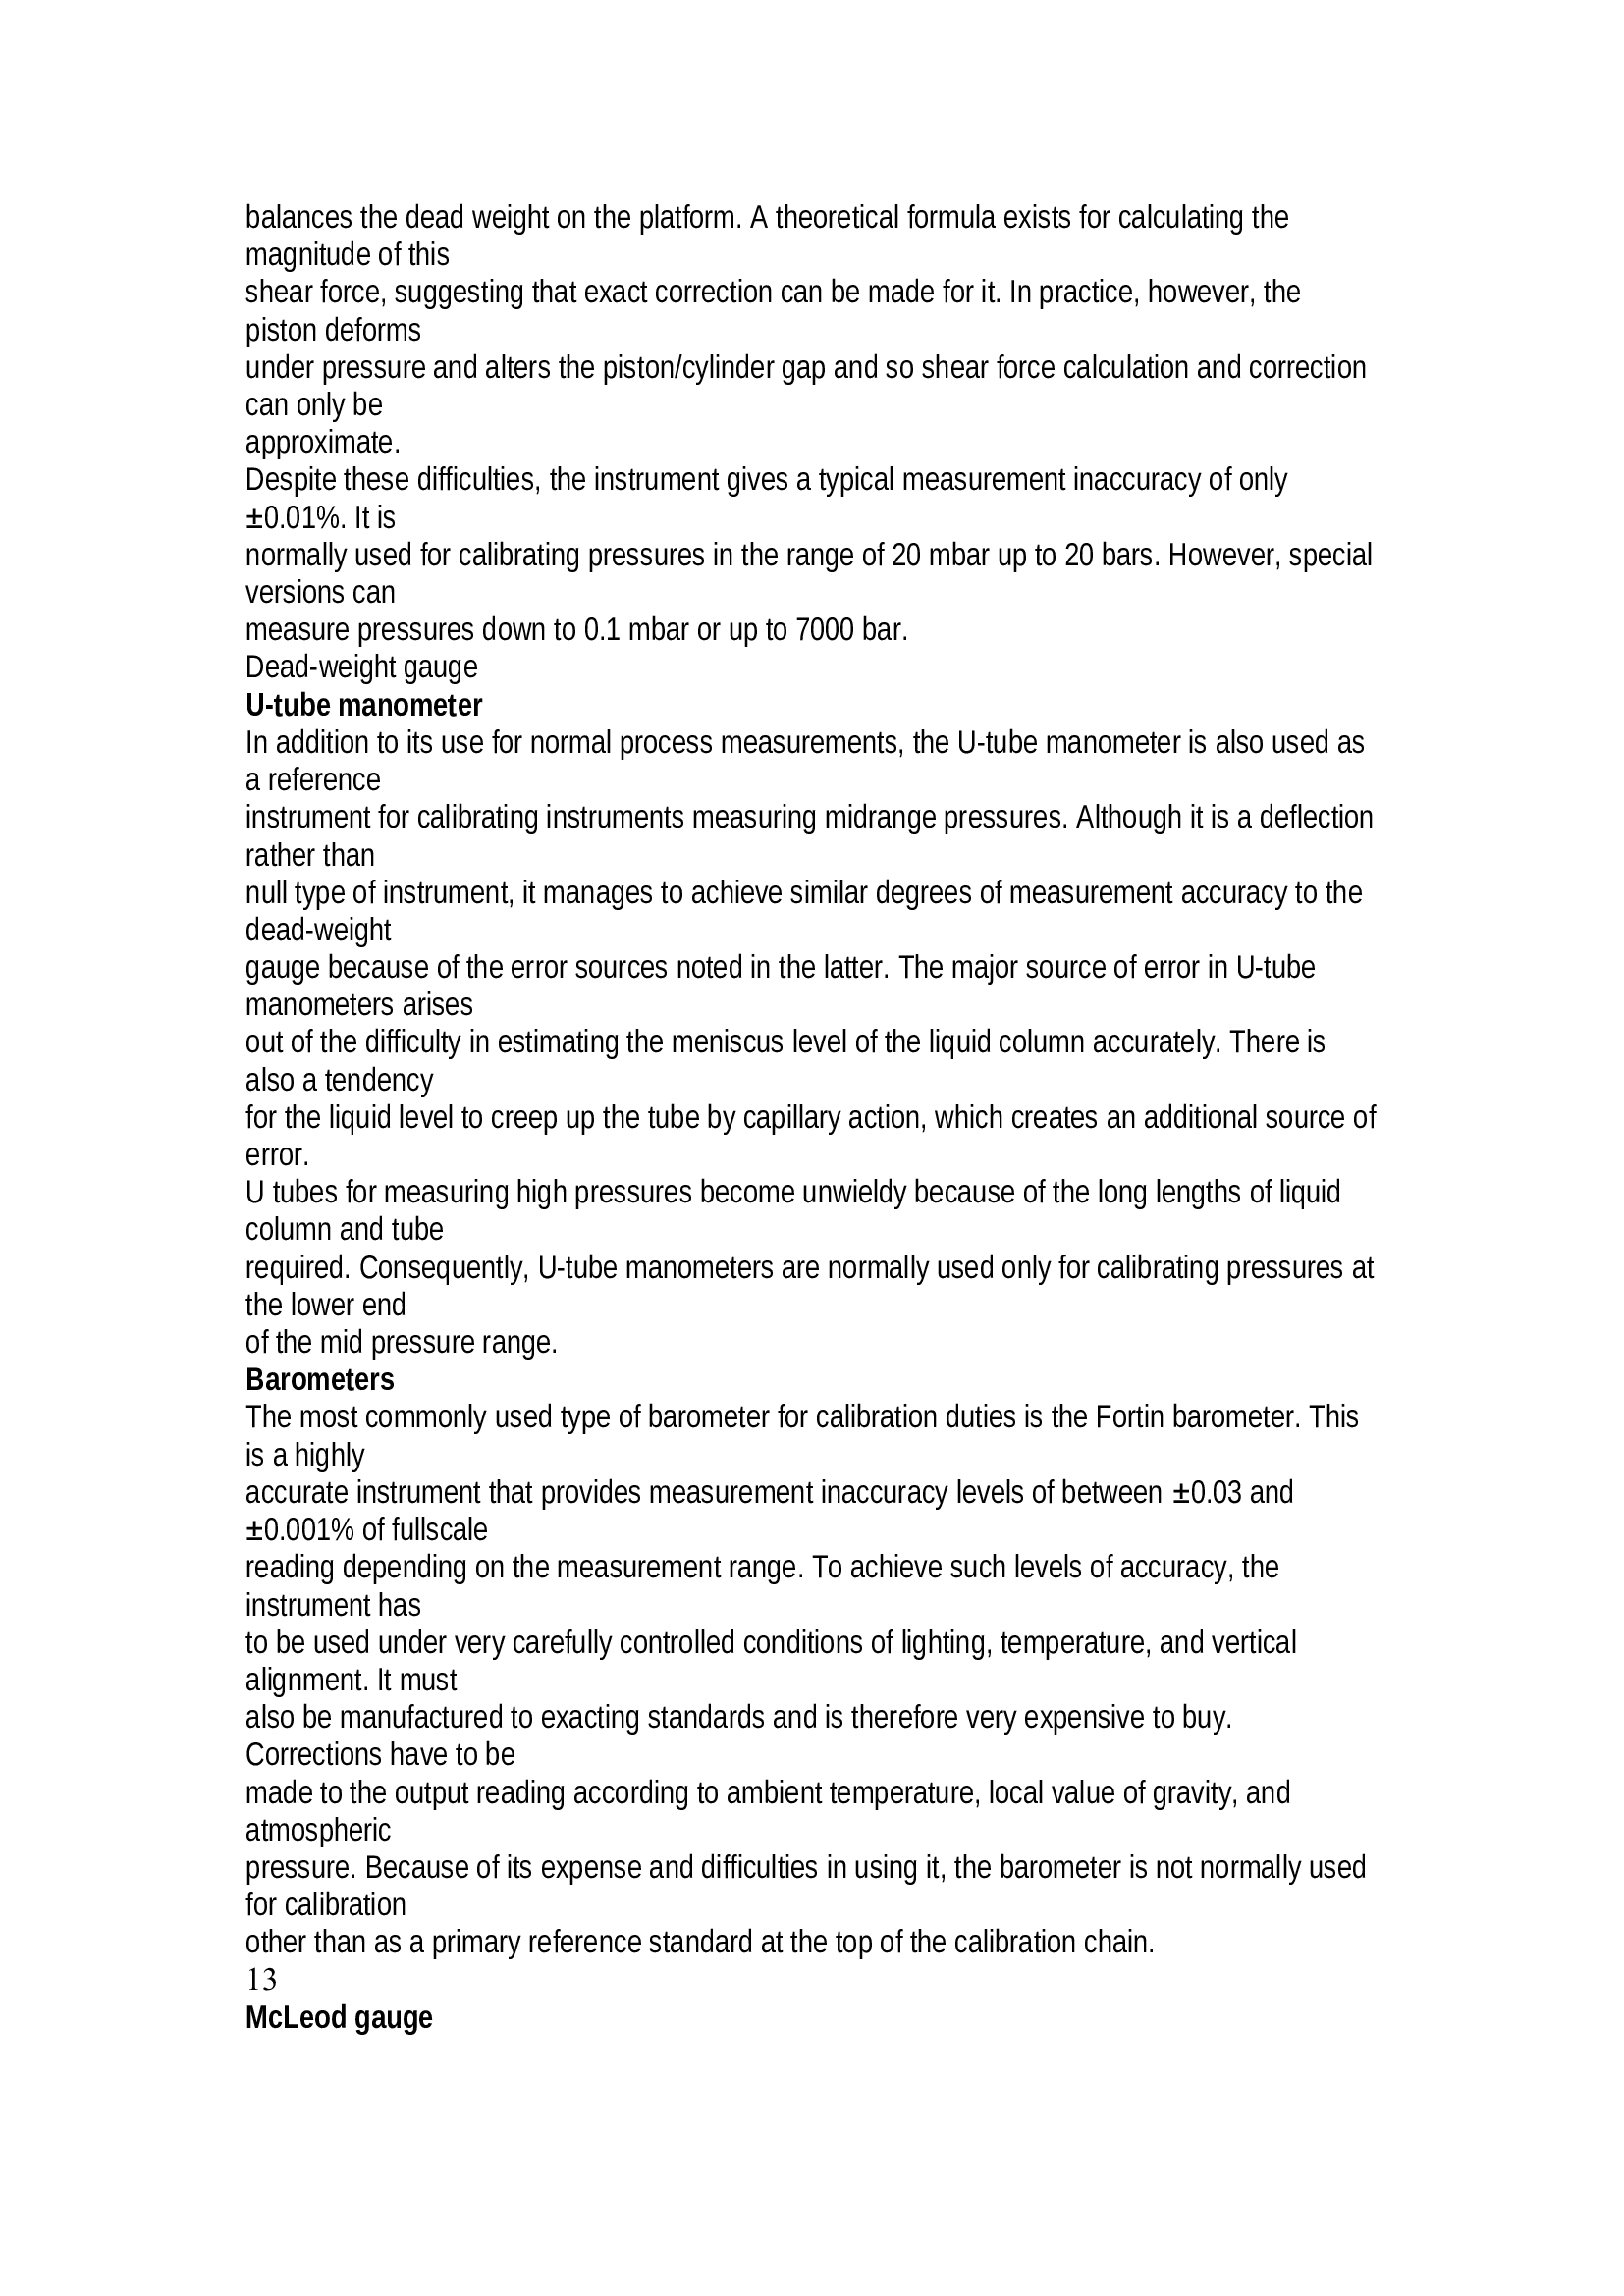 balances the dead weight on the platform. A theoretical formula exists for calculating the
magnitude of this
shear force, suggesting that exact correction can be made for it. In practice, however, the
piston deforms
under pressure and alters the piston/cylinder gap and so shear force calculation and correction
can only be
approximate.
Despite these difficulties, the instrument gives a typical measurement inaccuracy of only
±0.01%. It is
normally used for calibrating pressures in the range of 20 mbar up to 20 bars. However, special
versions can
measure pressures down to 0.1 mbar or up to 7000 bar.
Dead-weight gauge
U-tube manometer
In addition to its use for normal process measurements, the U-tube manometer is also used as
a reference
instrument for calibrating instruments measuring midrange pressures. Although it is a deflection
rather than
null type of instrument, it manages to achieve similar degrees of measurement accuracy to the
dead-weight
gauge because of the error sources noted in the latter. The major source of error in U-tube
manometers arises
out of the difficulty in estimating the meniscus level of the liquid column accurately. There is
also a tendency
for the liquid level to creep up the tube by capillary action, which creates an additional source of
error.
U tubes for measuring high pressures become unwieldy because of the long lengths of liquid
column and tube
required. Consequently, U-tube manometers are normally used only for calibrating pressures at
the lower end
of the mid pressure range.
Barometers
The most commonly used type of barometer for calibration duties is the Fortin barometer. This
is a highly
accurate instrument that provides measurement inaccuracy levels of between ±0.03 and
±0.001% of fullscale
reading depending on the measurement range. To achieve such levels of accuracy, the
instrument has
to be used under very carefully controlled conditions of lighting, temperature, and vertical
alignment. It must
also be manufactured to exacting standards and is therefore very expensive to buy.
Corrections have to be
made to the output reading according to ambient temperature, local value of gravity, and
atmospheric
pressure. Because of its expense and difficulties in using it, the barometer is not normally used
for calibration
other than as a primary reference standard at the top of the calibration chain.
13
McLeod gauge